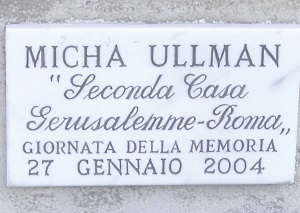 MICHA ULLMAN
"Seconda Casa
Gerusalemme-Roma„
GIORNATA DELLA MEMORIA
27 GENNAIO 2004